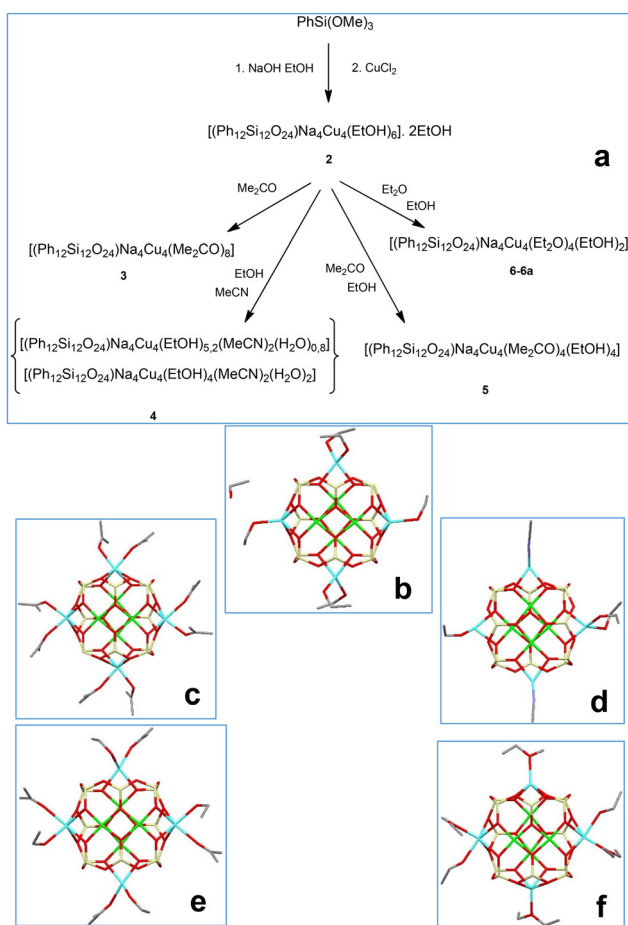 PhSi(OMe)₃
1. NaOH EtOH 2. CuCl₂
[(Ph₁₂Si₁₂O₂₄)Na₄Cu₄(EtOH)₆]. 2EtOH
2
a
Me₂CO
Et₂O
EtOH
[(Ph₁₂Si₁₂O₂₄)Na₄Cu₄(Me₂CO)₈]
3
[(Ph₁₂Si₁₂O₂₄)Na₄Cu₄(Et₂O)₄(EtOH)₂]
6-6a
EtOH
MeCN
Me₂CO
EtOH
[(Ph₁₂Si₁₂O₂₄)Na₄Cu₄(EtOH)₅,₂(MeCN)₂(H₂O)₀,₈]
[(Ph₁₂Si₁₂O₂₄)Na₄Cu₄(EtOH)₄(MeCN)₂(H₂O)₂]
4
[(Ph₁₂Si₁₂O₂₄)Na₄Cu₄(Me₂CO)₄(EtOH)₄]
5
b
c
d
e
f